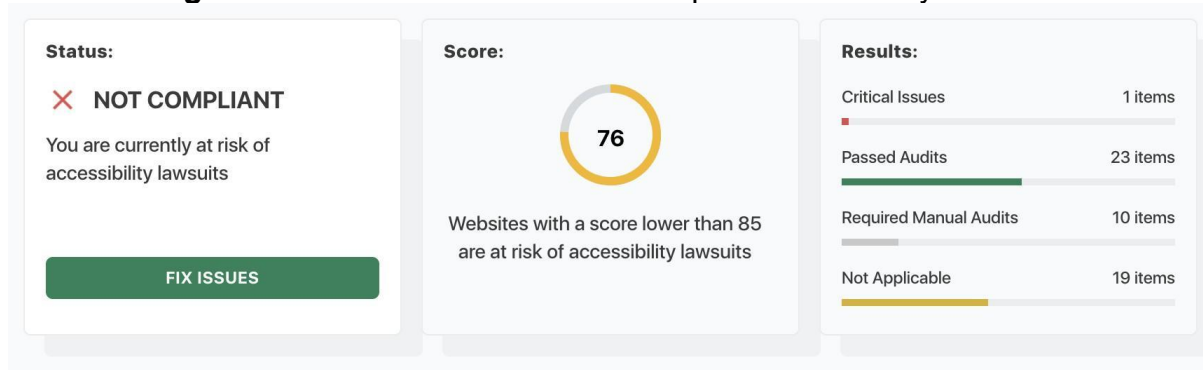 Status:
NOT COMPLIANT
You are currently at risk of
accessibility lawsuits
FIX ISSUES
Score:
76
Websites with a score lower than 85
are at risk of accessibility lawsuits
Results:
Critical Issues 1 items
Passed Audits 23 items
Required Manual Audits 10 items
Not Applicable 19 items